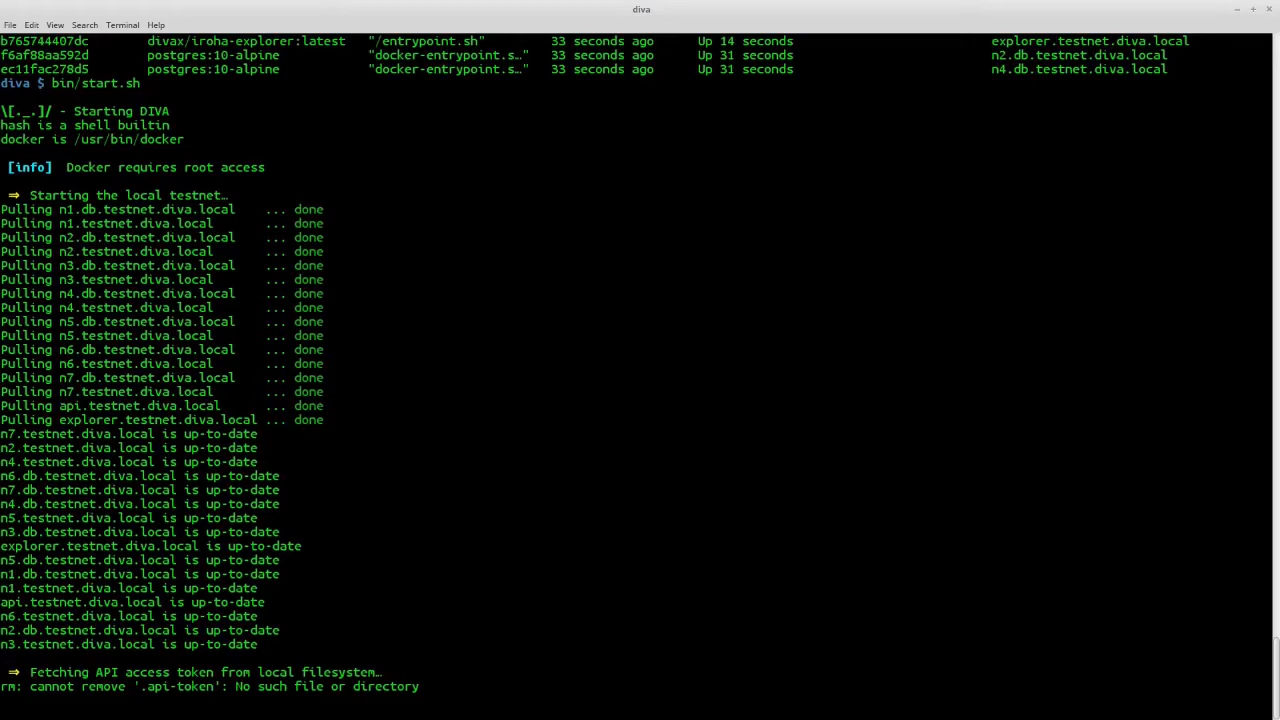 diva
File Edit View Search Terminal Help
b765744407dc divax/iroha-explorer:latest "/entrypoint.sh" 33 seconds ago Up 14 seconds explorer.testnet.diva.local
f6af88aa592d postgres:10-alpine "docker-entrypoint.s…" 33 seconds ago Up 31 seconds n2.db.testnet.diva.local
ec11fac278d5 postgres:10-alpine "docker-entrypoint.s…" 33 seconds ago Up 31 seconds n4.db.testnet.diva.local
diva $ bin/start.sh
\[._.]/ - Starting DIVA
hash is a shell builtin
docker is /usr/bin/docker
[info] Docker requires root access
⇒ Starting the local testnet…
Pulling n1.db.testnet.diva.local ... done
Pulling n1.testnet.diva.local ... done
Pulling n2.db.testnet.diva.local ... done
Pulling n2.testnet.diva.local ... done
Pulling n3.db.testnet.diva.local ... done
Pulling n3.testnet.diva.local ... done
Pulling n4.db.testnet.diva.local ... done
Pulling n4.testnet.diva.local ... done
Pulling n5.db.testnet.diva.local ... done
Pulling n5.testnet.diva.local ... done
Pulling n6.db.testnet.diva.local ... done
Pulling n6.testnet.diva.local ... done
Pulling n7.db.testnet.diva.local ... done
Pulling n7.testnet.diva.local ... done
Pulling api.testnet.diva.local ... done
Pulling explorer.testnet.diva.local ... done
n7.testnet.diva.local is up-to-date
n2.testnet.diva.local is up-to-date
n4.testnet.diva.local is up-to-date
n6.db.testnet.diva.local is up-to-date
n7.db.testnet.diva.local is up-to-date
n4.db.testnet.diva.local is up-to-date
n5.testnet.diva.local is up-to-date
n3.db.testnet.diva.local is up-to-date
explorer.testnet.diva.local is up-to-date
n5.db.testnet.diva.local is up-to-date
n1.db.testnet.diva.local is up-to-date
n1.testnet.diva.local is up-to-date
api.testnet.diva.local is up-to-date
n6.testnet.diva.local is up-to-date
n2.db.testnet.diva.local is up-to-date
n3.testnet.diva.local is up-to-date
⇒ Fetching API access token from local filesystem…
rm: cannot remove '.api-token': No such file or directory